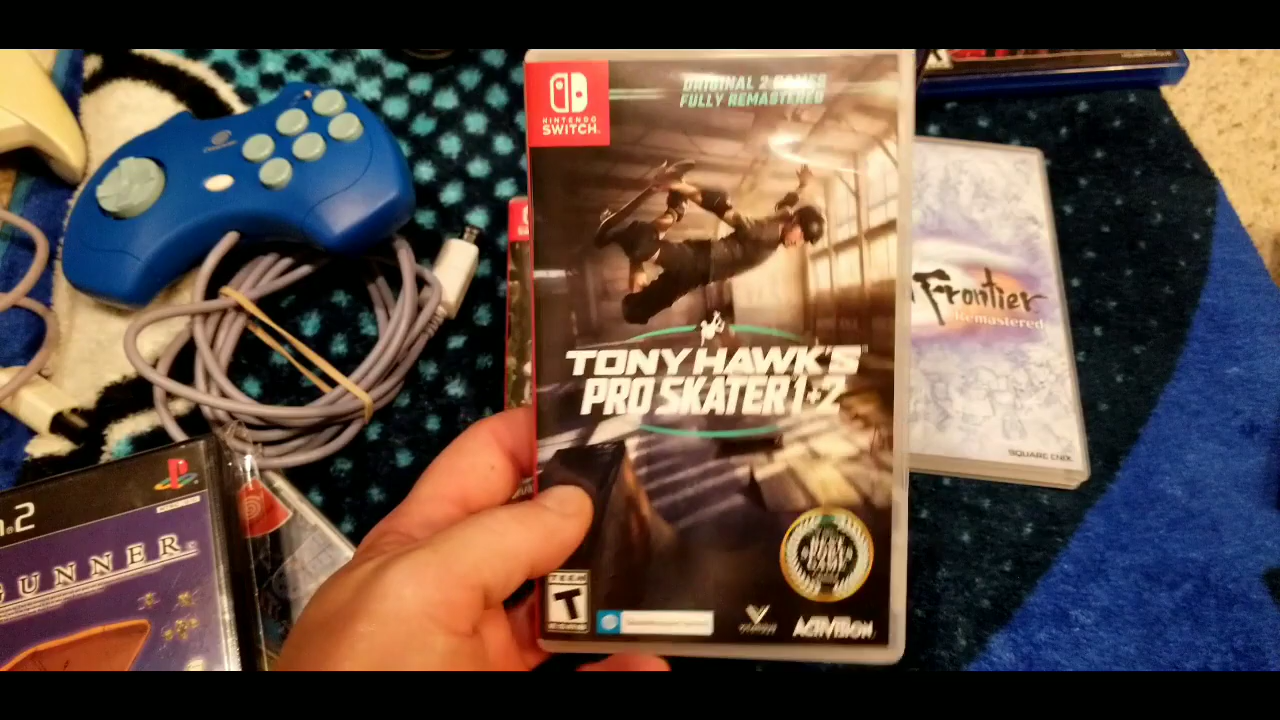 NINTENDO
SWITCH
ORIGINAL 2 GAMES
FULLY REMASTERED
TONY HAWK'S
PRO SKATER 1+2
TEEN
T
ACTIVISION
Frontier
Remastered
SQUARE ENIX
.2
GUNNER